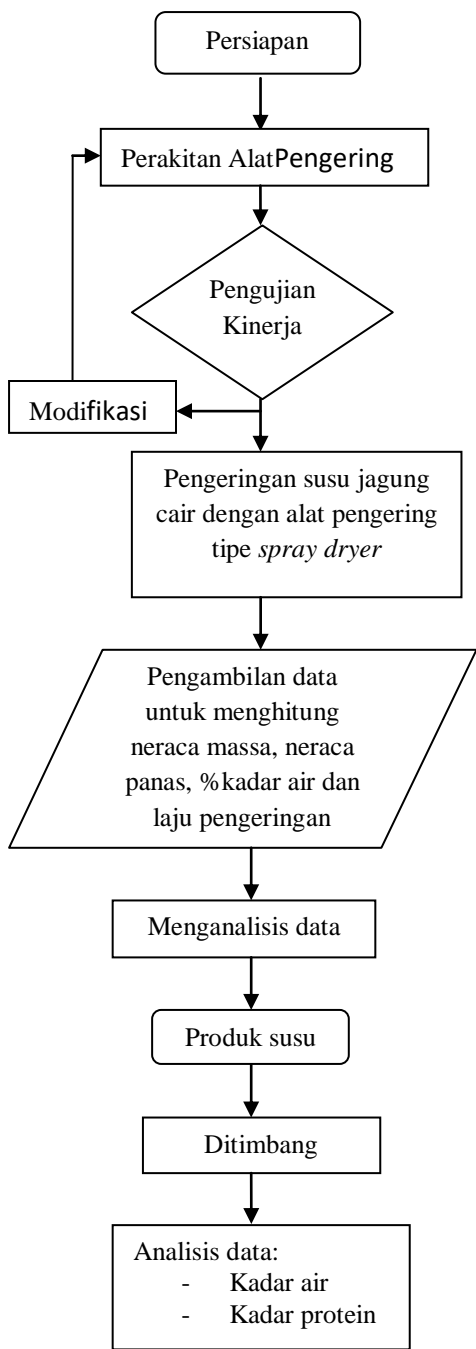 Persiapan
Perakitan AlatPengering
Pengujian
Kinerja
Modifikasi
Pengeringan susu jagung
cair dengan alat pengering
tipe spray dryer
Pengambilan data
untuk menghitung
neraca massa, neraca
panas, %kadar air dan
laju pengeringan
Menganalisis data
Produk susu
Ditimbang
Analisis data:
- Kadar air
- Kadar protein